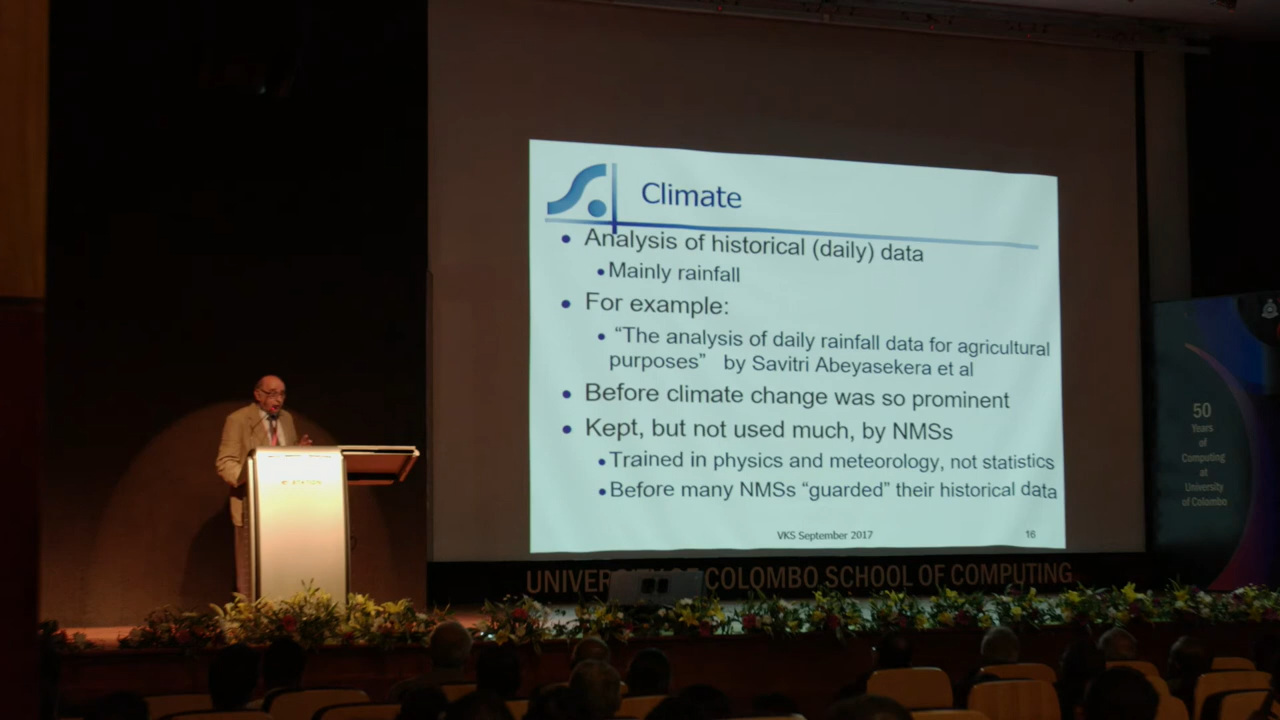 Climate
• Analysis of historical (daily) data
• Mainly rainfall
• For example:
• “The analysis of daily rainfall data for agricultural
purposes” by Savitri Abeyasekera et al
• Before climate change was so prominent
• Kept, but not used much, by NMSs
• Trained in physics and meteorology, not statistics
• Before many NMSs “guarded” their historical data
VKS September 2017
16
50
Years
of
Computing
at
University
of Colombo
COLOMBO SCHOOL OF COMPUTING